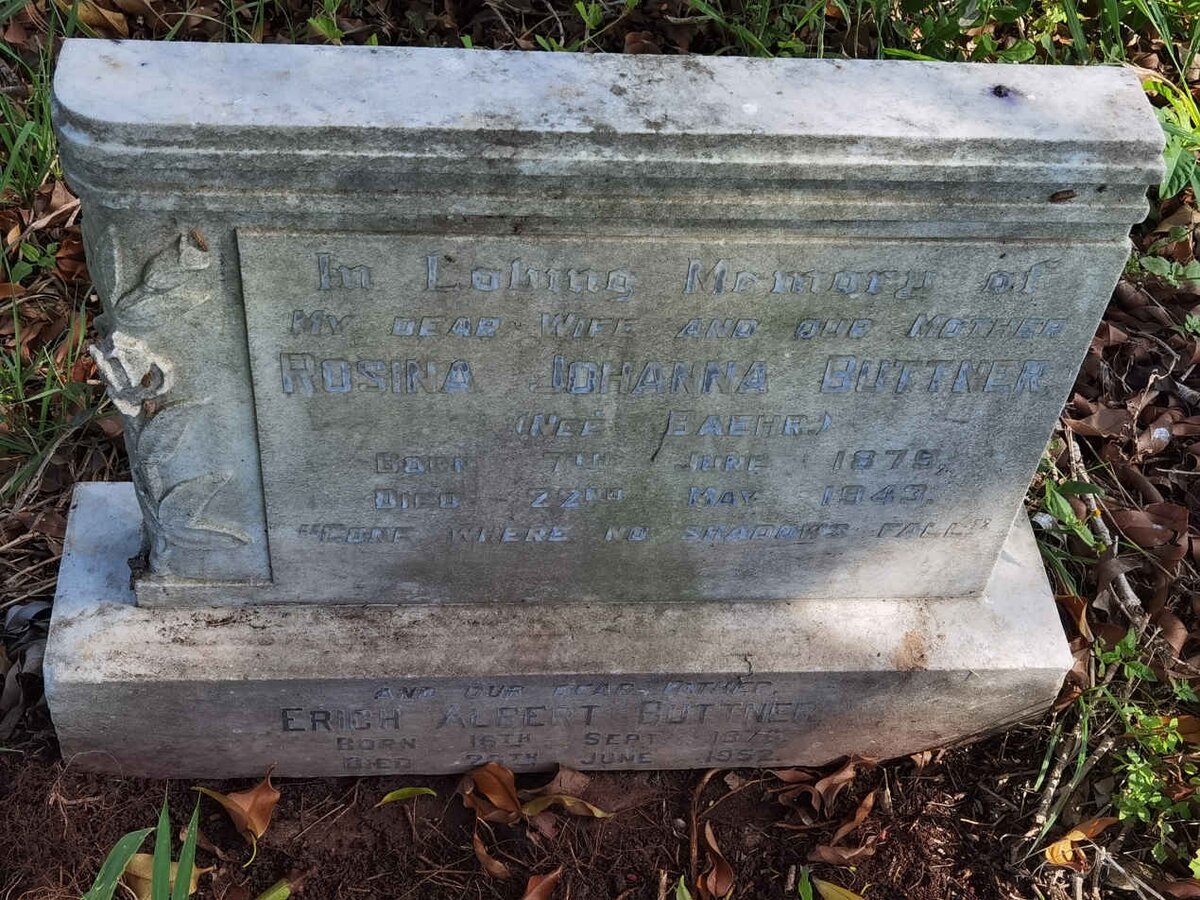 In Loving Memory of
MY DEAR WIFE AND OUR MOTHER
ROSINA JOHANNA BUTTNER
(NEÉ BAEHR.)
BORN 7TH JUNE 1879,
DIED 22ND MAY 1943.
"GONE WHERE NO SHADOWS FALL"
AND OUR DEAR FATHER,
ERICH ALBERT BUTTNER
BORN 16TH SEPT
DIED JUNE 1952.